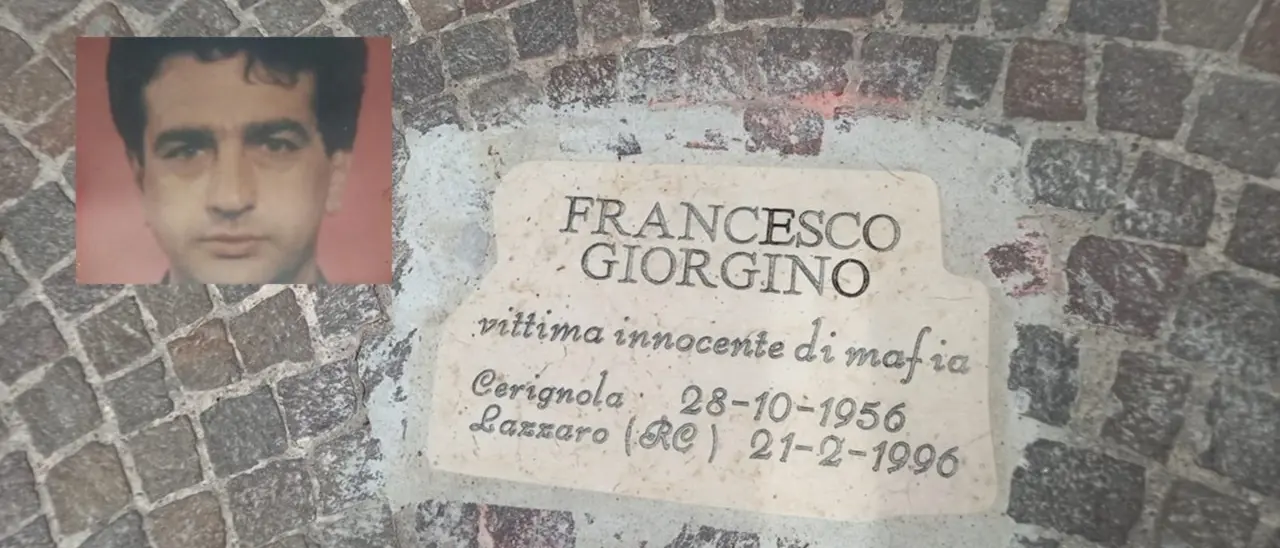 FRANCESCO
GIORGINO
vittima innocente di mafia
Cerignola 28-10-1956
Lazzaro (RC) 21-2-1996